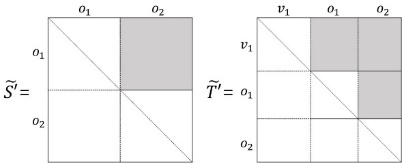 o₁ o₂
S̃′=
o₁
o₂
v₁ o₁ o₂
T̃′=
v₁
o₁
o₂